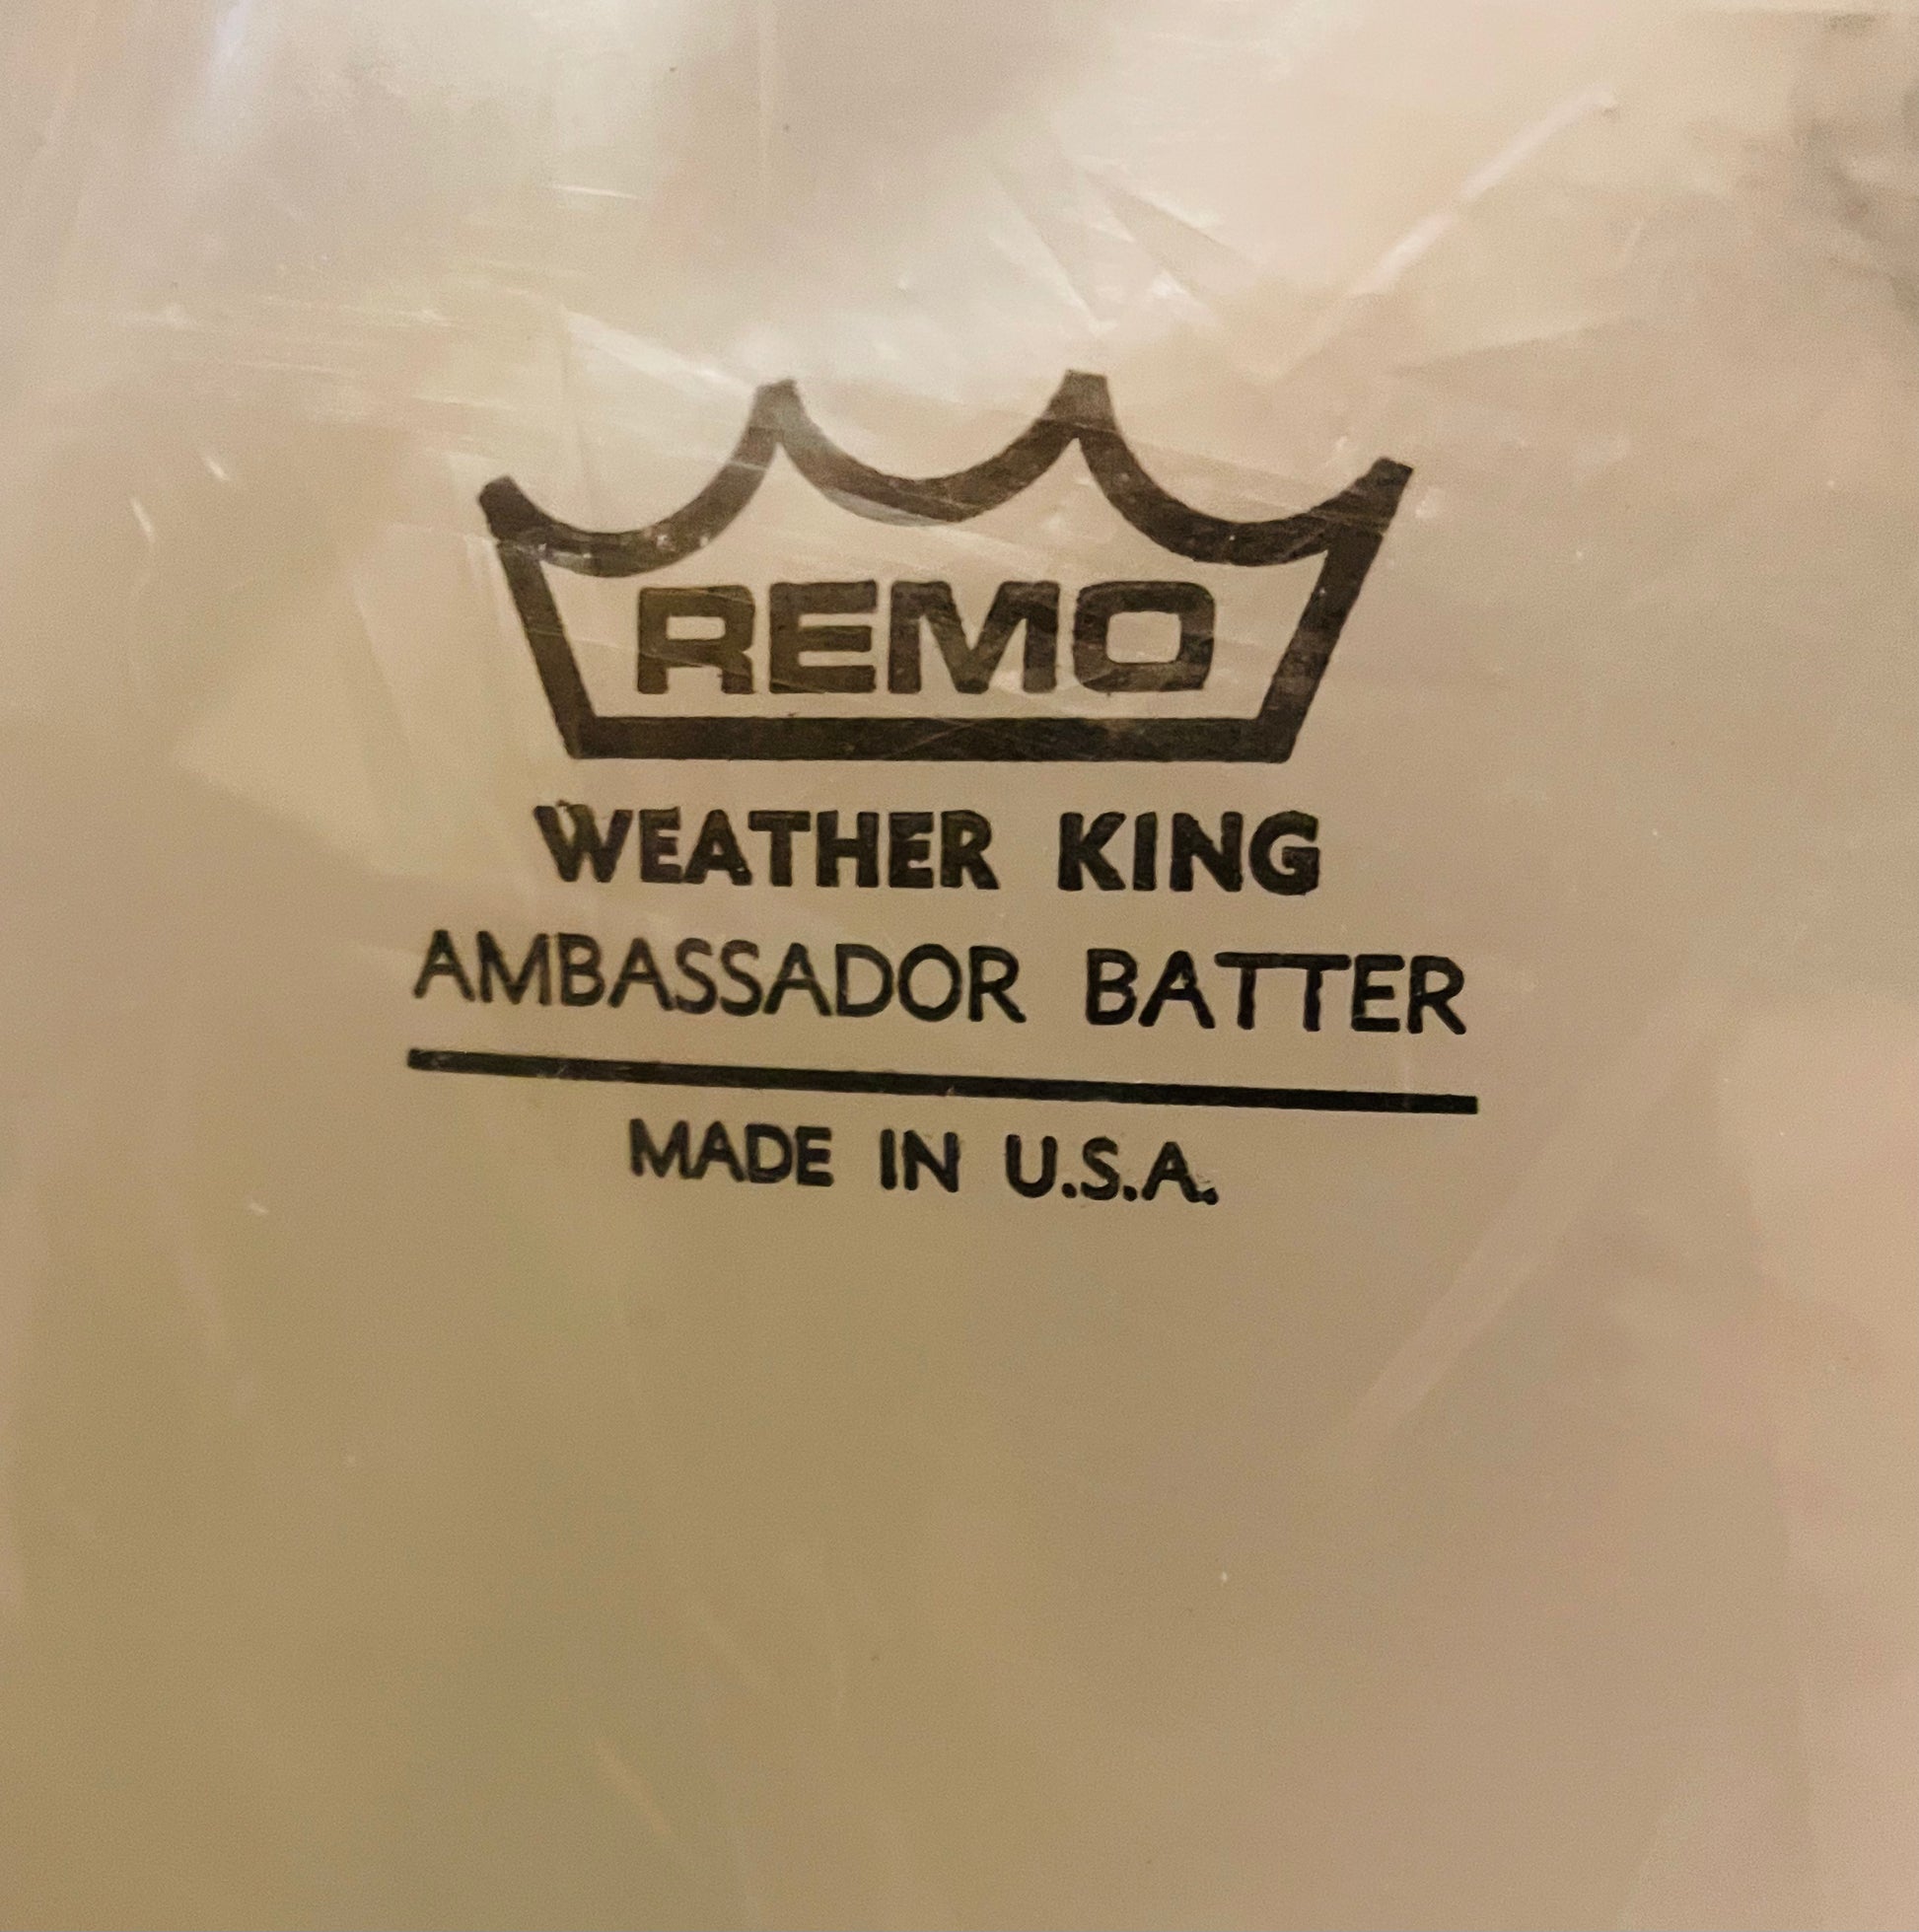 REMO
WEATHER KING
AMBASSADOR BATTER
MADE IN U.S.A.